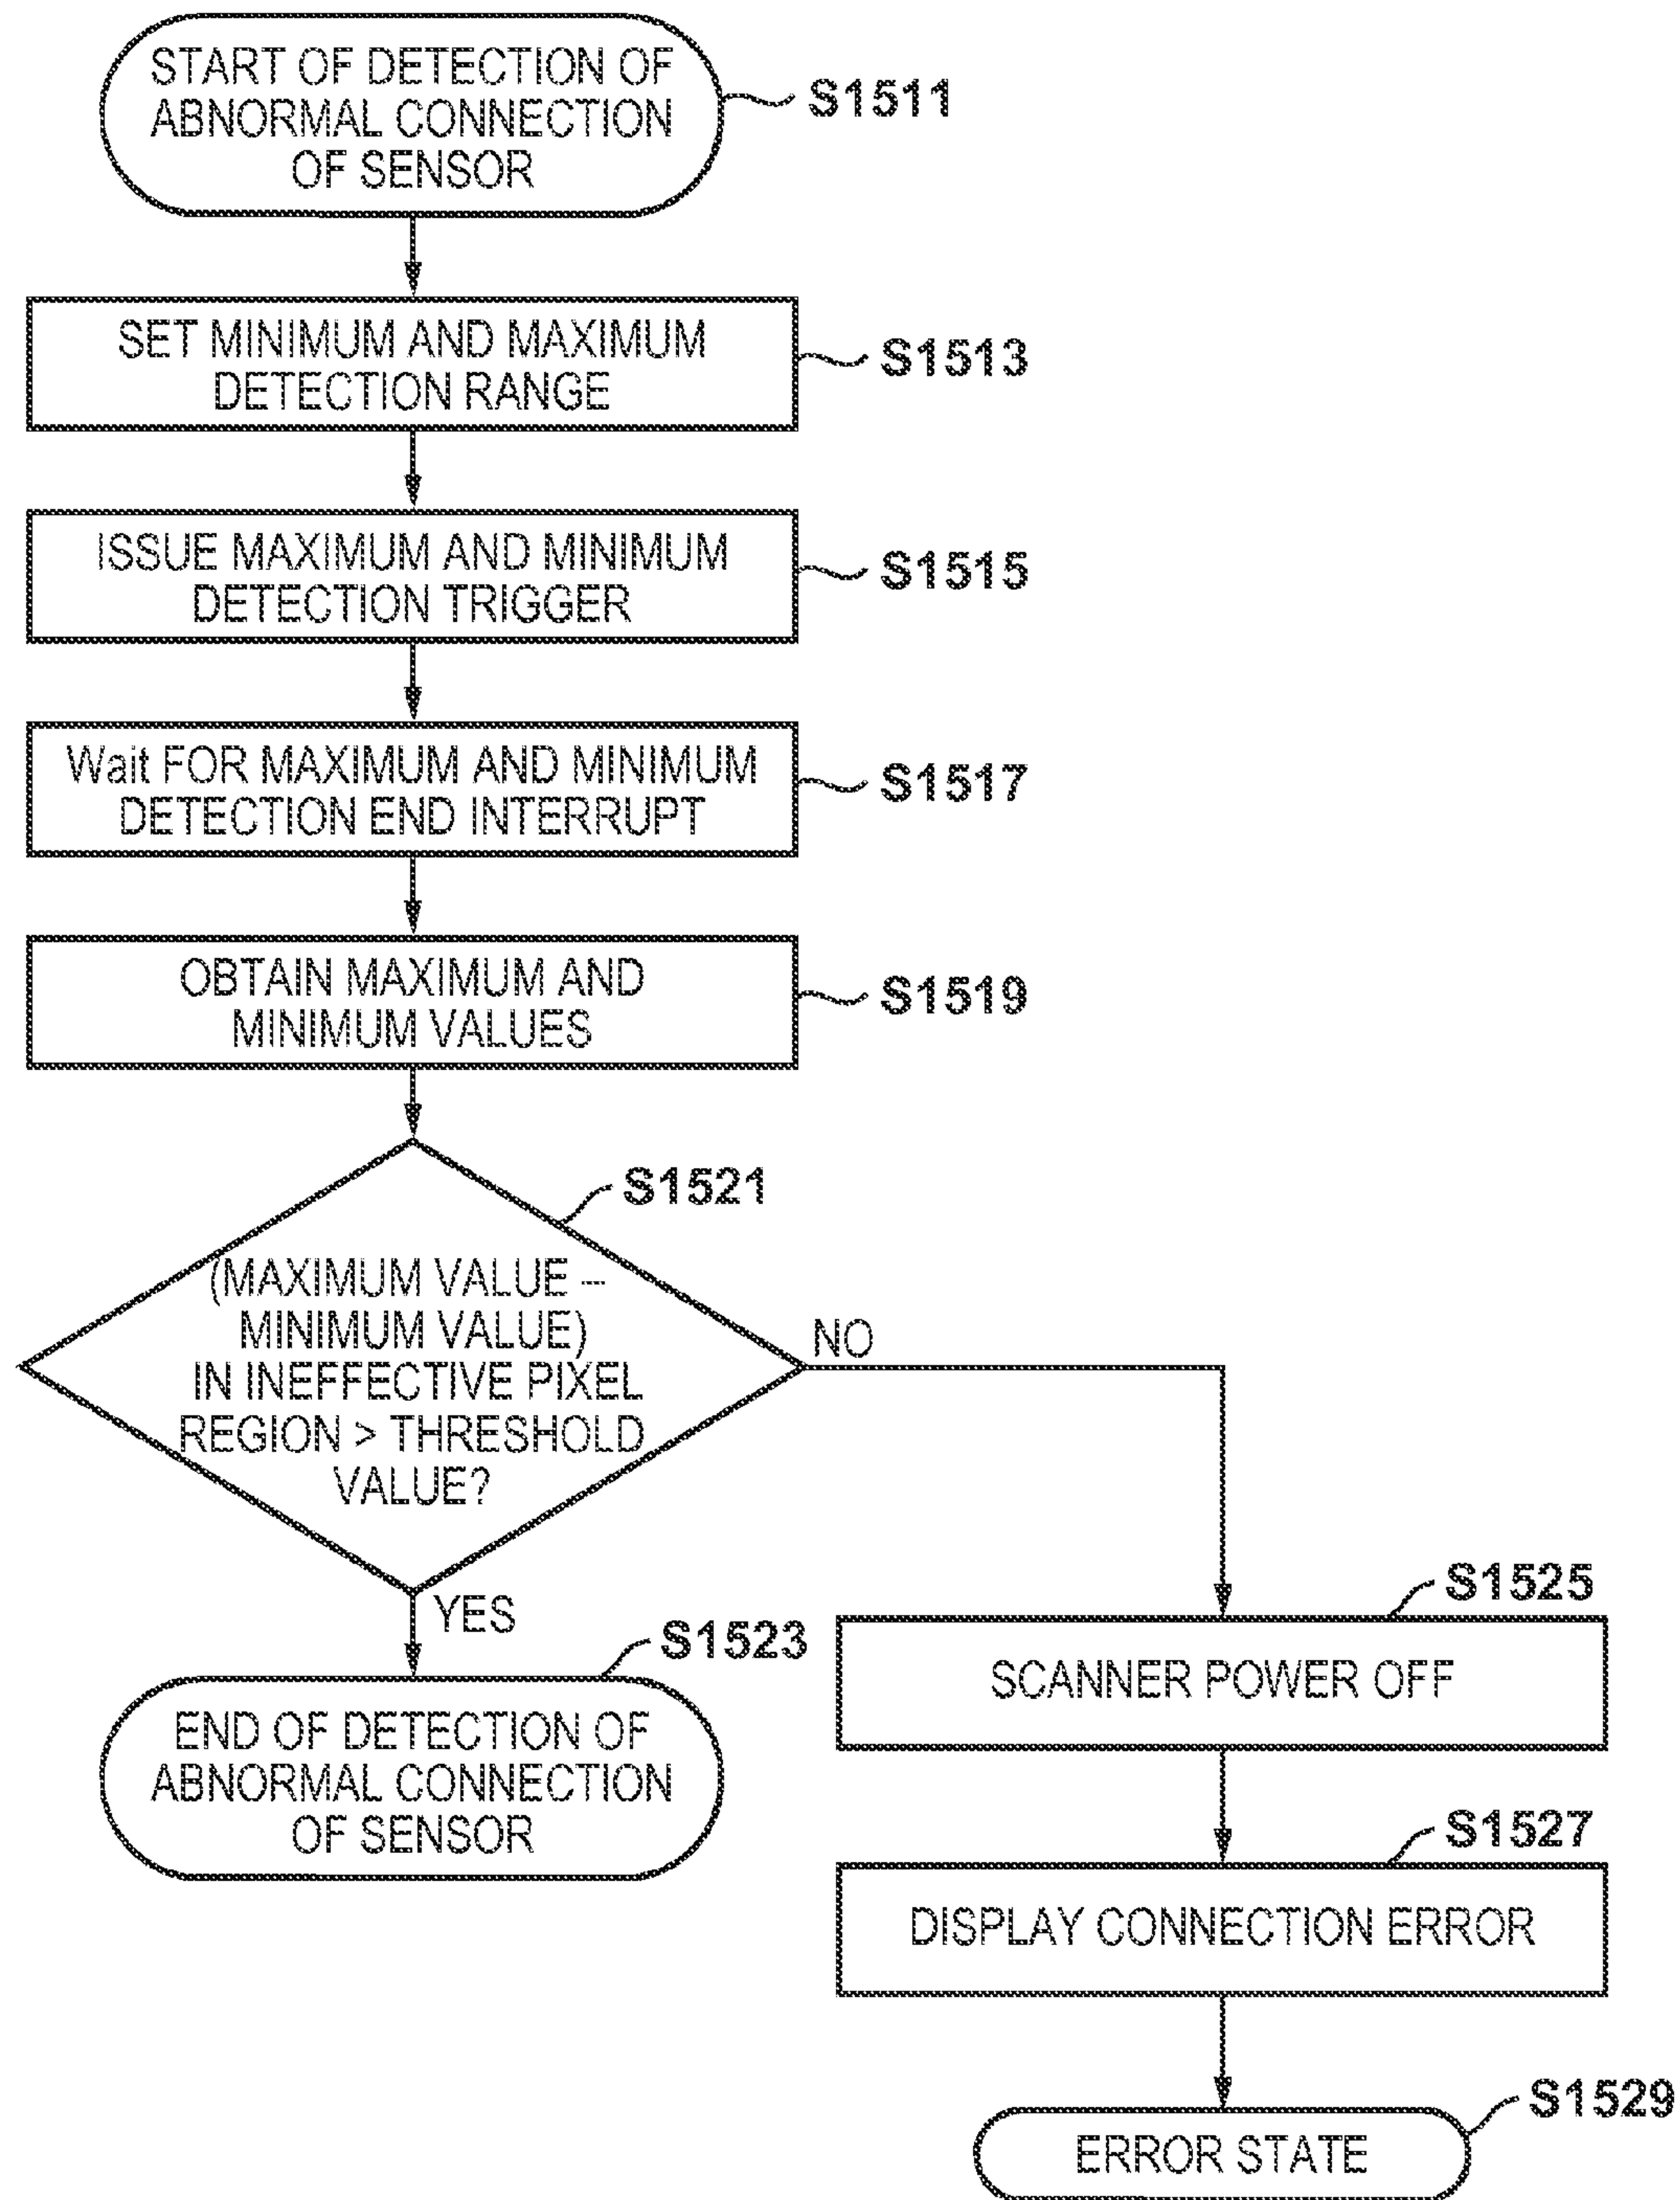 START OF DETECTION OF
ABNORMAL CONNECTION
OF SENSOR
S1511
SET MINIMUM AND MAXIMUM
DETECTION RANGE
S1513
ISSUE MAXIMUM AND MINIMUM
DETECTION TRIGGER
S1515
Wait FOR MAXIMUM AND MINIMUM
DETECTION END INTERRUPT
S1517
OBTAIN MAXIMUM AND
MINIMUM VALUES
S1519
S1521
(MAXIMUM VALUE –
MINIMUM VALUE)
IN INEFFECTIVE PIXEL
REGION > THRESHOLD
VALUE?
NO
YES
S1523
END OF DETECTION OF
ABNORMAL CONNECTION
OF SENSOR
S1525
SCANNER POWER OFF
S1527
DISPLAY CONNECTION ERROR
S1529
ERROR STATE